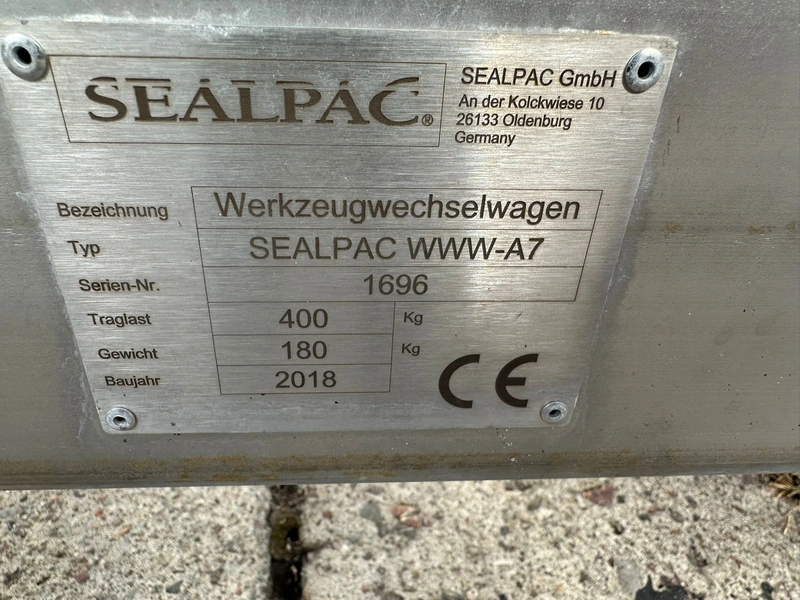 SEALPAC®
SEALPAC GmbH
An der Kolckwiese 10
26133 Oldenburg
Germany
Bezeichnung Werkzeugwechselwagen
Typ SEALPAC WWW-A7
Serien-Nr. 1696
Traglast 400 Kg
Gewicht 180 Kg
Baujahr 2018
CE